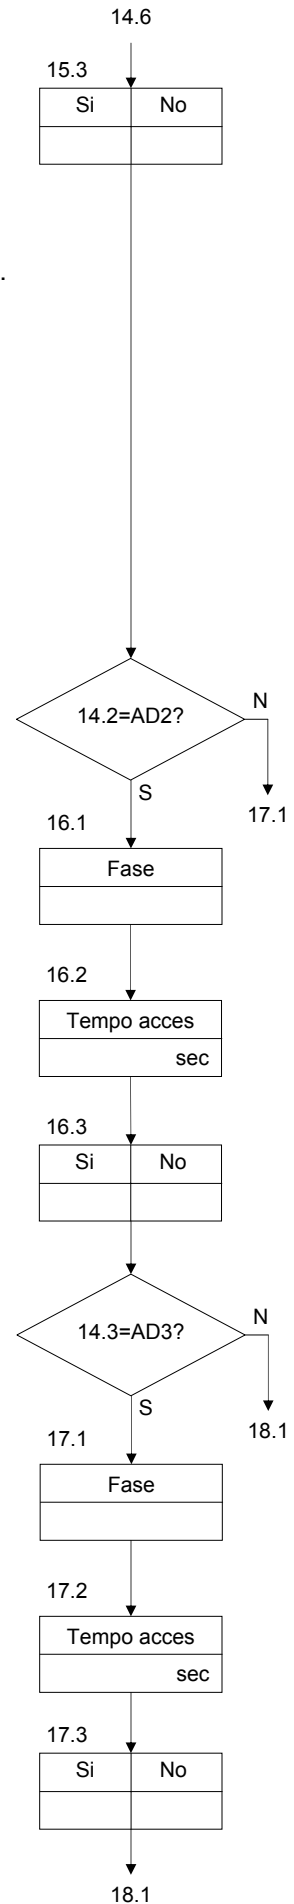 14.6
15.3
Si No
.
14.2=AD2?
N
S
17.1
16.1
Fase
16.2
Tempo acces
sec
16.3
Si No
14.3=AD3?
N
S
18.1
17.1
Fase
17.2
Tempo acces
sec
17.3
Si No
18.1